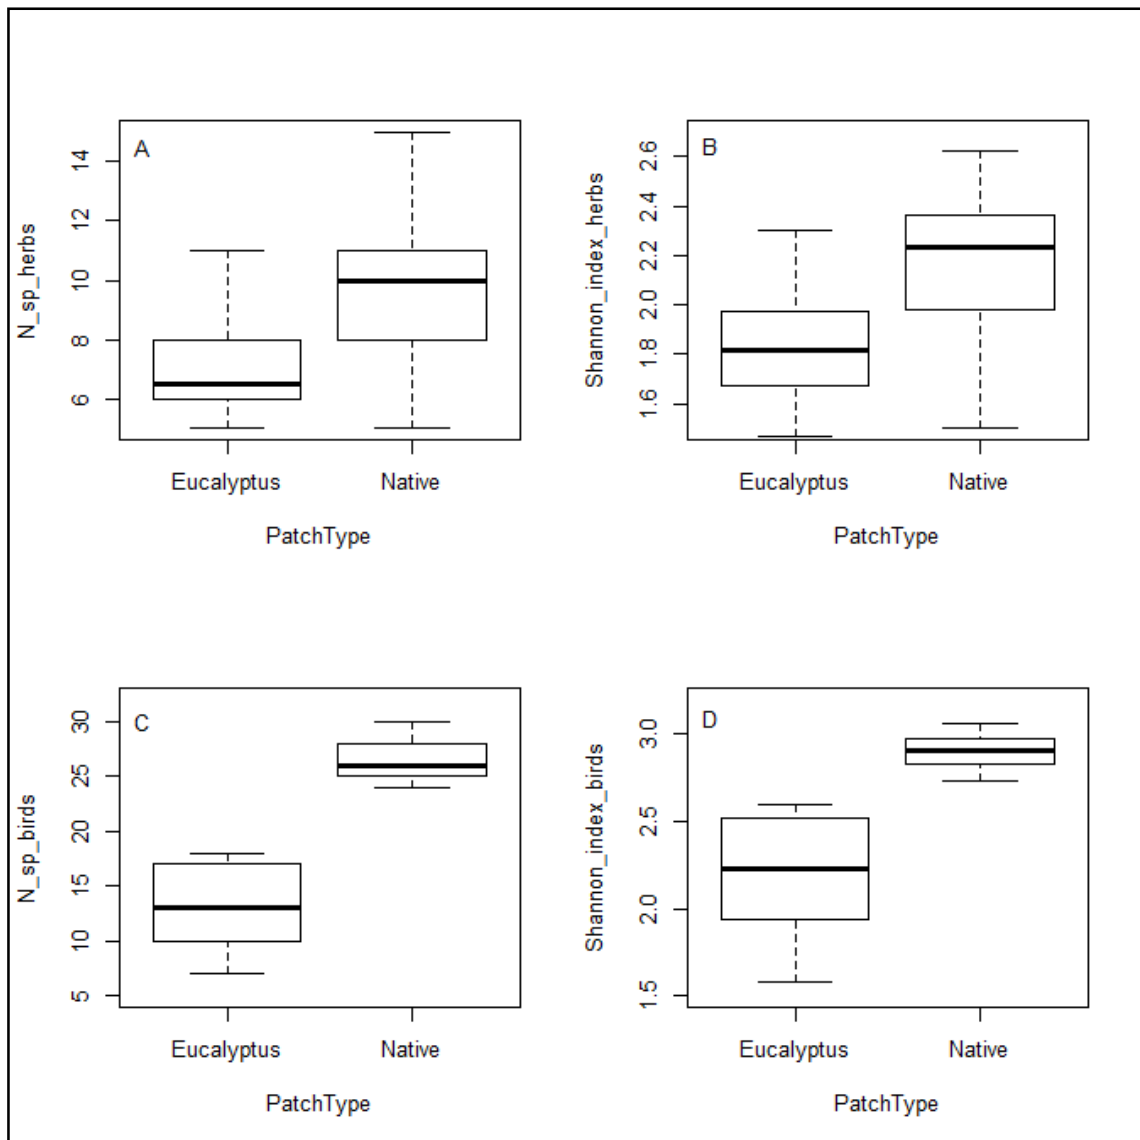 A
N_sp_herbs
14
12
10
8
6
Eucalyptus Native
PatchType
B
Shannon_index_herbs
2.6
2.4
2.2
2.0
1.8
1.6
Eucalyptus Native
PatchType
C
N_sp_birds
30
25
20
15
10
5
Eucalyptus Native
PatchType
D
Shannon_index_birds
3.0
2.5
2.0
1.5
Eucalyptus Native
PatchType